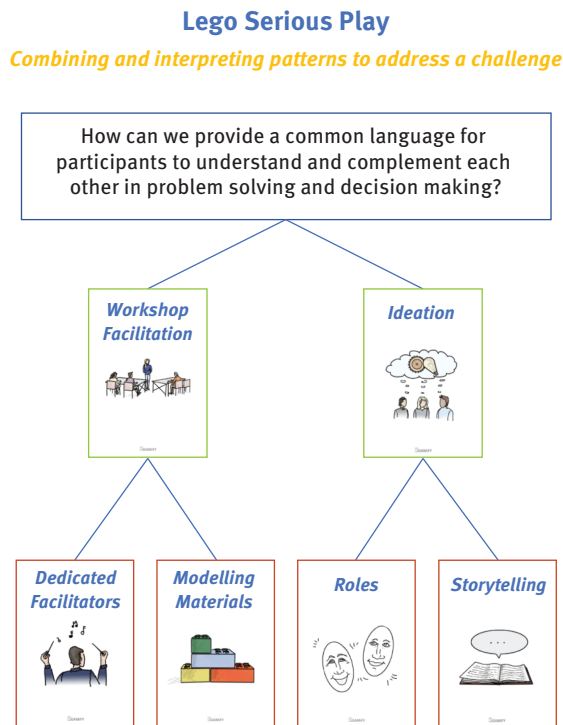 Lego Serious Play
Combining and interpreting patterns to address a challenge
How can we provide a common language for
participants to understand and complement each
other in problem solving and decision making?
Workshop
Facilitation
Ideation
Dedicated
Facilitators
Modelling
Materials
Roles
Storytelling
...